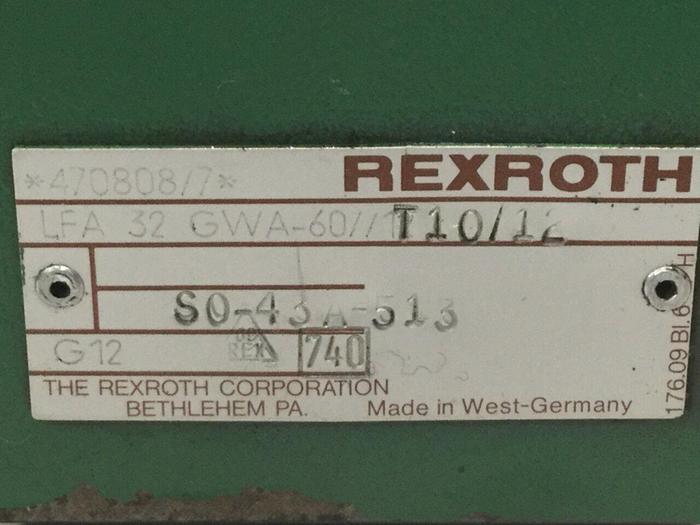 *470808/7*
REXROTH
LFA 32 GWA-60// T10/12
SO-43A-513
G12
740
THE REXROTH CORPORATION
BETHLEHEM PA.
Made in West-Germany
176.09 Bl.6 H